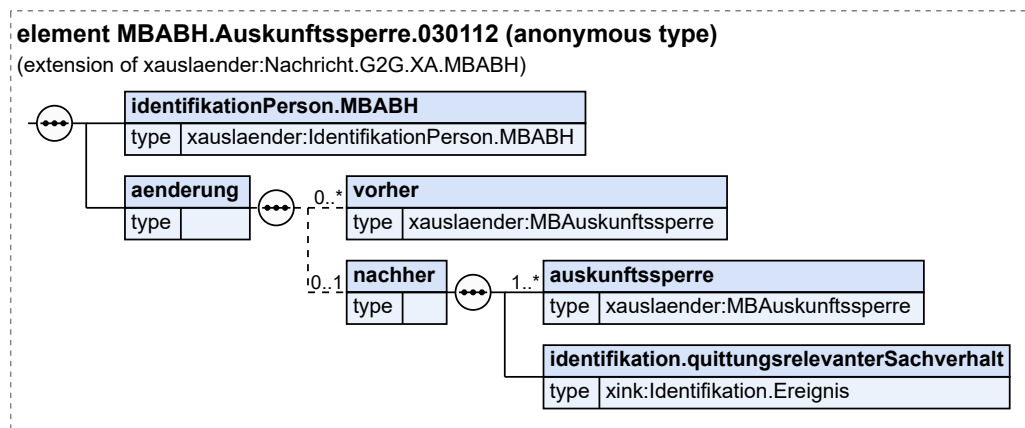 element MBABH.Auskunftssperre.030112 (anonymous type)
(extension of xauslaender:Nachricht.G2G.XA.MBABH)
identifikationPerson.MBABH
type xauslaender:IdentifikationPerson.MBABH
aenderung
type
0..*
vorher
type xauslaender:MBAuskunftssperre
0..1
nachher
type
1..*
auskunftssperre
type xauslaender:MBAuskunftssperre
identifikation.quittungsrelevanterSachverhalt
type xink:Identifikation.Ereignis